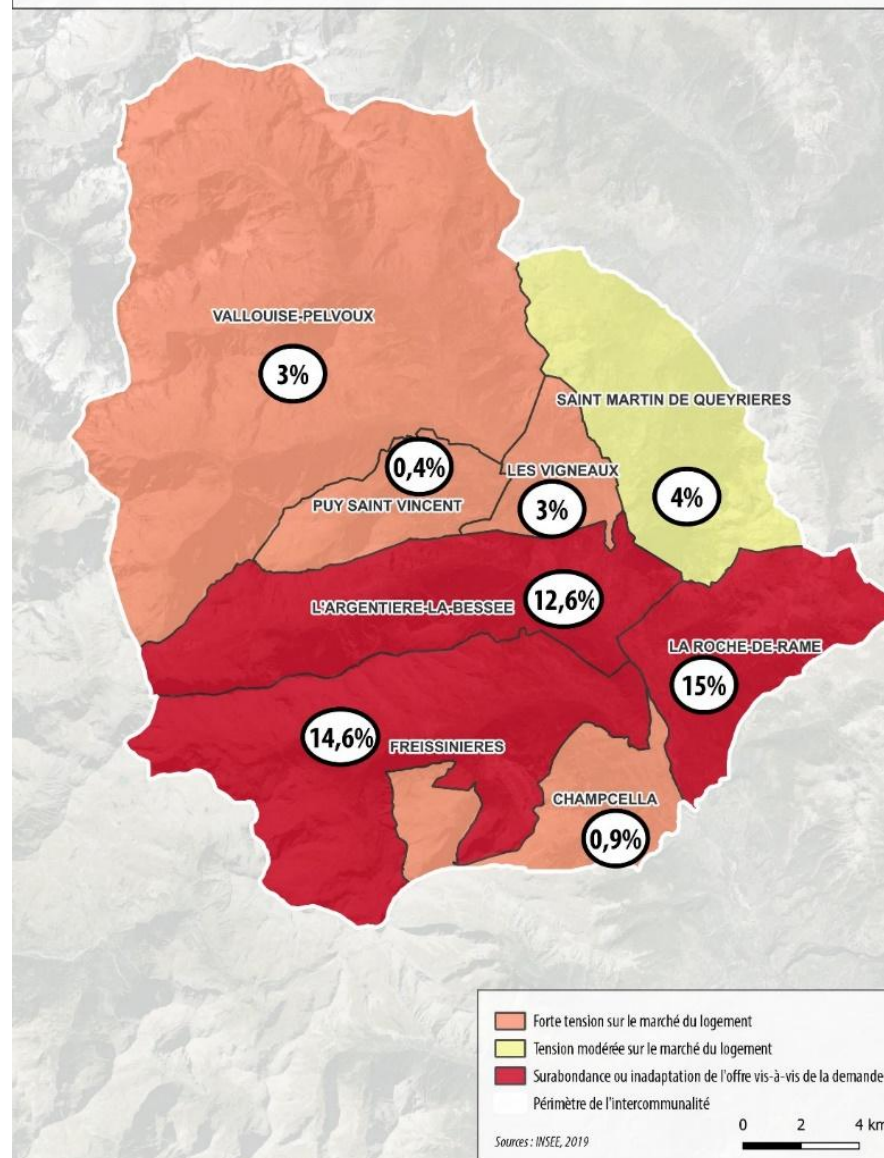 VALLOUISE-PELVOUX
3%
SAINT MARTIN DE QUEYRIERES
0,4%
LES VIGNEAUX
PUY SAINT VINCENT
3%
4%
L'ARGENTIERE-LA-BESSEE
12,6%
LA ROCHE-DE-RAME
15%
14,6%
FREISSINIERES
CHAMPCELLA
0,9%
Forte tension sur le marché du logement
Tension modérée sur le marché du logement
Surabondance ou inadaptation de l'offre vis-à-vis de la demande
Périmètre de l'intercommunalité
0 2 4 km
Sources : INSEE, 2019